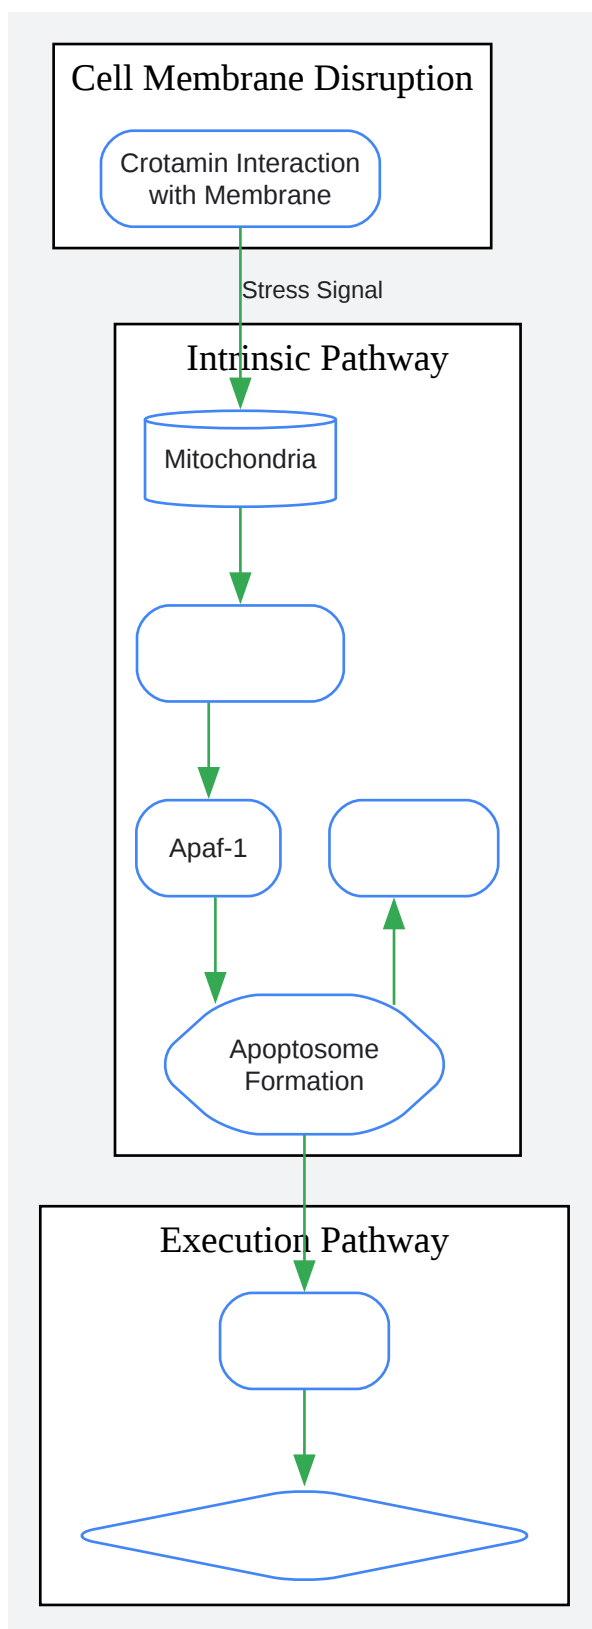 Cell Membrane Disruption
Crotamin Interaction
with Membrane
Stress Signal
Intrinsic Pathway
Mitochondria
Apaf-1
Apoptosome
Formation
Execution Pathway